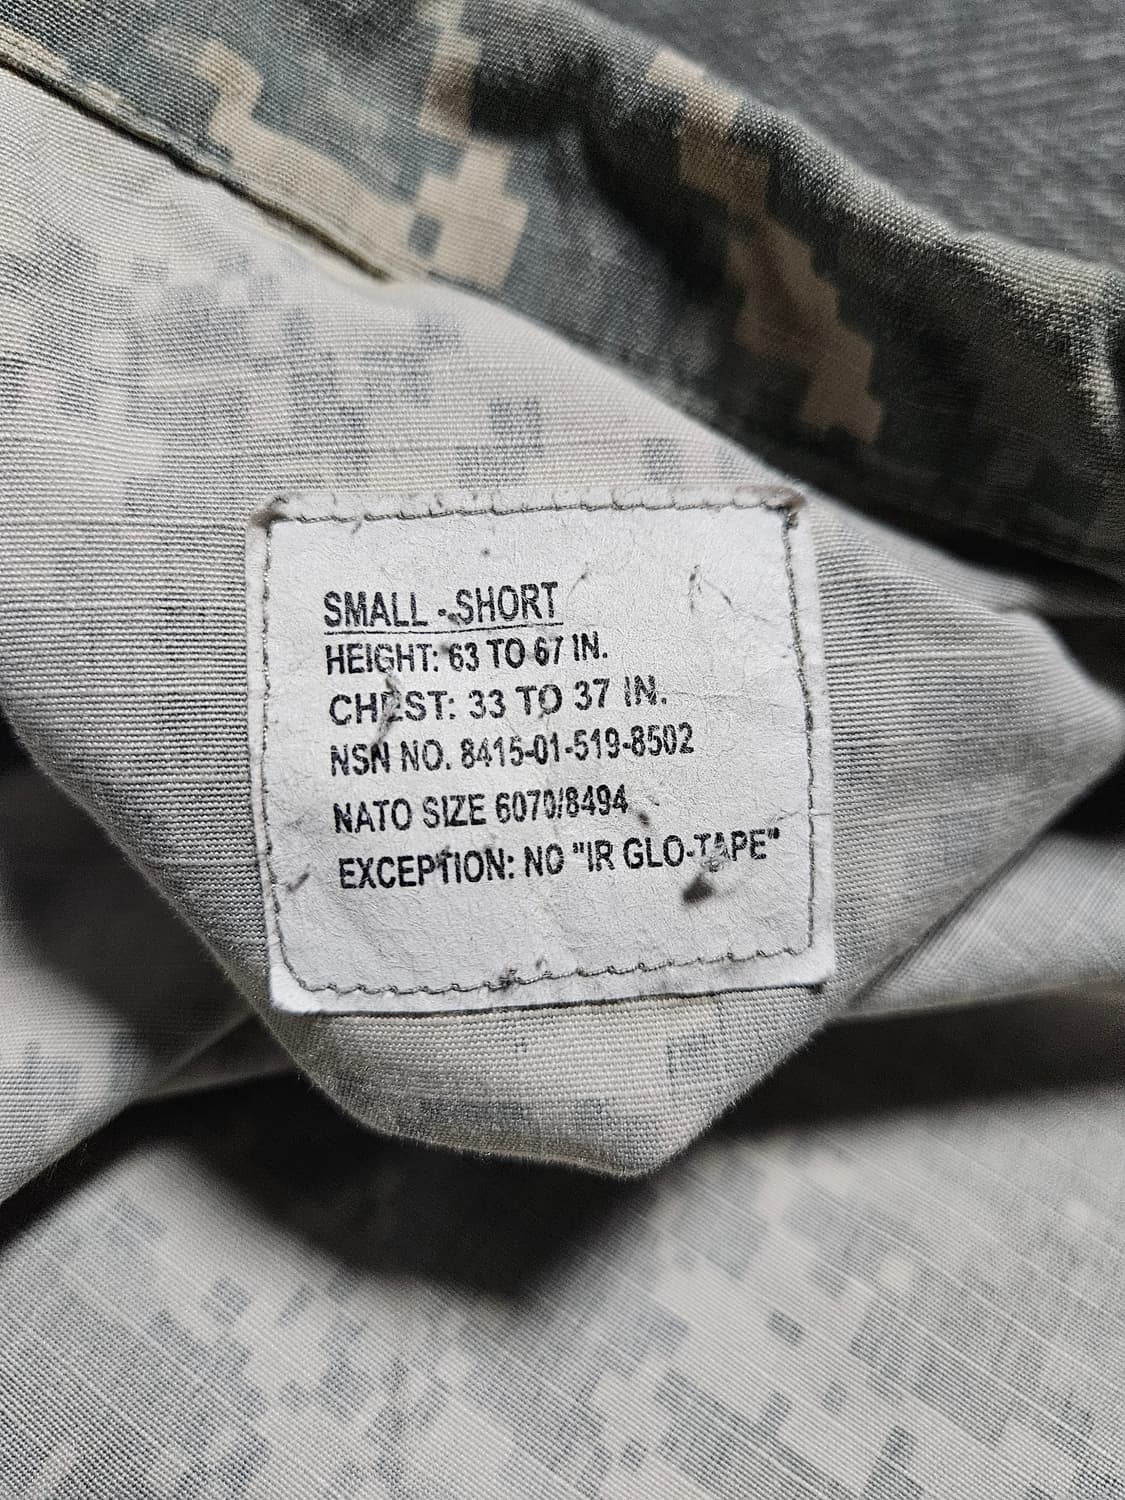 SMALL - SHORT
HEIGHT: 63 TO 67 IN.
CHEST: 33 TO 37 IN.
NSN NO. 8415-01-519-8502
NATO SIZE 6070/8494
EXCEPTION: NO "IR GLO-TAPE"